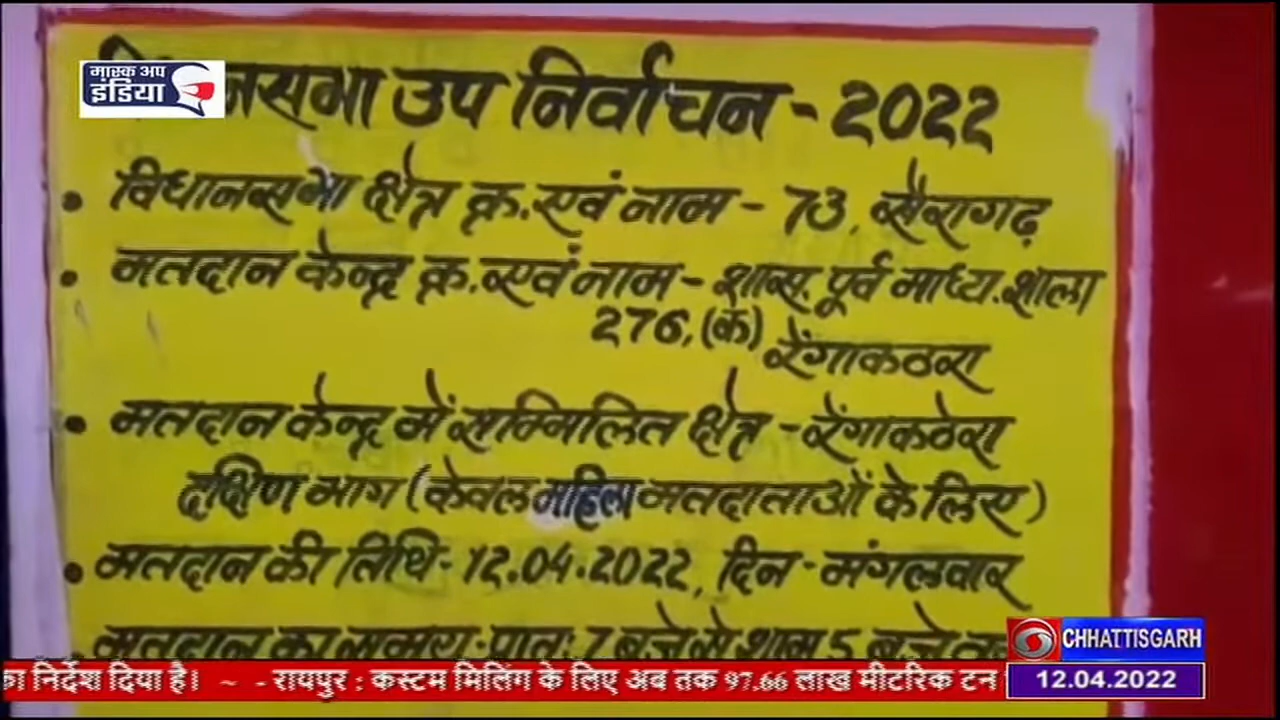 मास्क अप
इंडिया
नसभा उप निर्वाचन - 2022
• विधानसभा क्षेत्र क्र. एवं नाम - 73, खैरागढ़
• मतदान केन्द्र क्र. एवं नाम - शास. पूर्व माध्य. शाला
276, (क) रेंगाकठेरा
• मतदान केन्द्र में सम्मिलित क्षेत्र - रेंगाकठेरा
दक्षिण भाग (केवल महिला मतदाताओं के लिए)
• मतदान की तिथि - 12.04.2022, दिन - मंगलवार
मतदान का समय - प्रातः 7 बजे से शाम 5 बजे तक
CHHATTISGARH
का निर्देश दिया है। ~ - रायपुर : कस्टम मिलिंग के लिए अब तक 97.66 लाख मीटरिक टन
12.04.2022